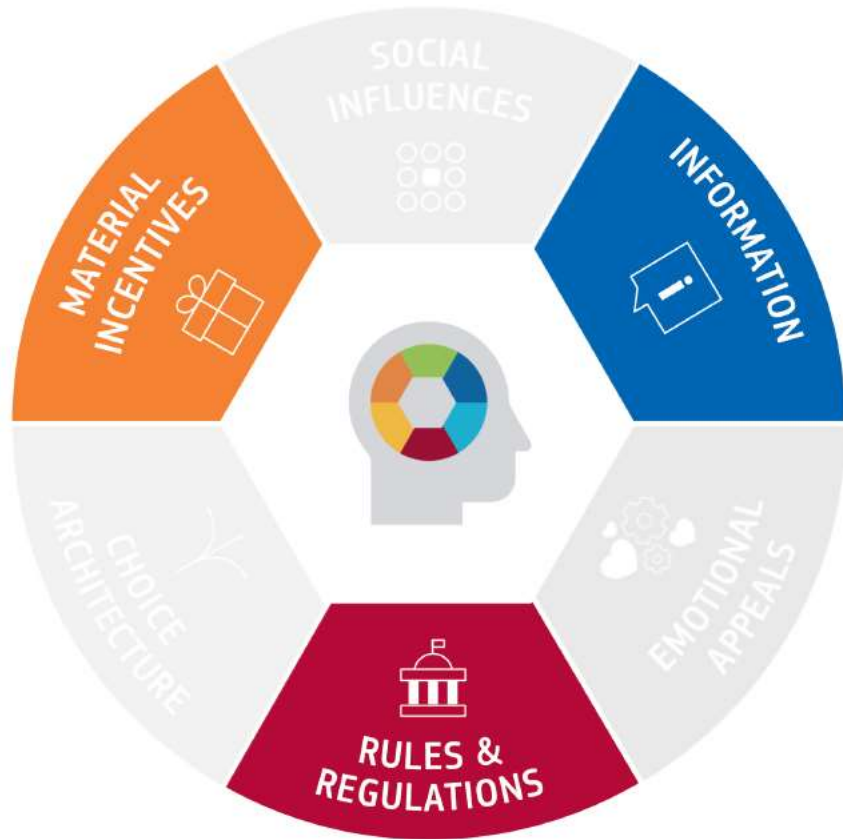 SOCIAL
INFLUENCES
INFORMATION
EMOTIONAL
APPEALS
RULES &
REGULATIONS
CHOICE
ARCHITECTURE
MATERIAL
INCENTIVES
i